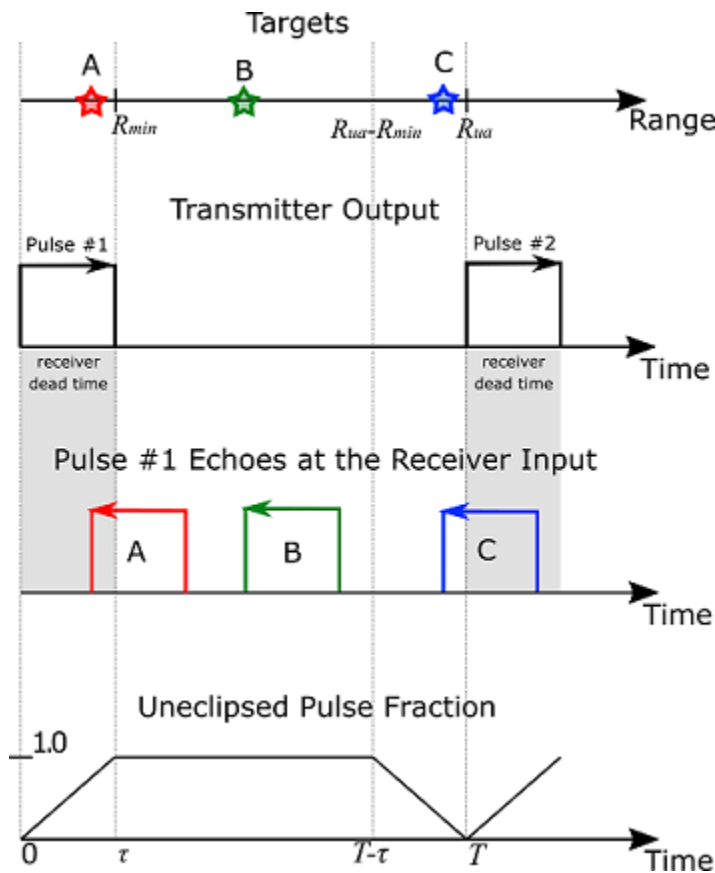 Targets
A B C
Rmin Rua-Rmin Rua Range
Transmitter Output
Pulse #1 Pulse #2
receiver dead time receiver dead time
Time
Pulse #1 Echoes at the Receiver Input
A B C
Time
Uneclipsed Pulse Fraction
1.0
0 τ T-τ T Time